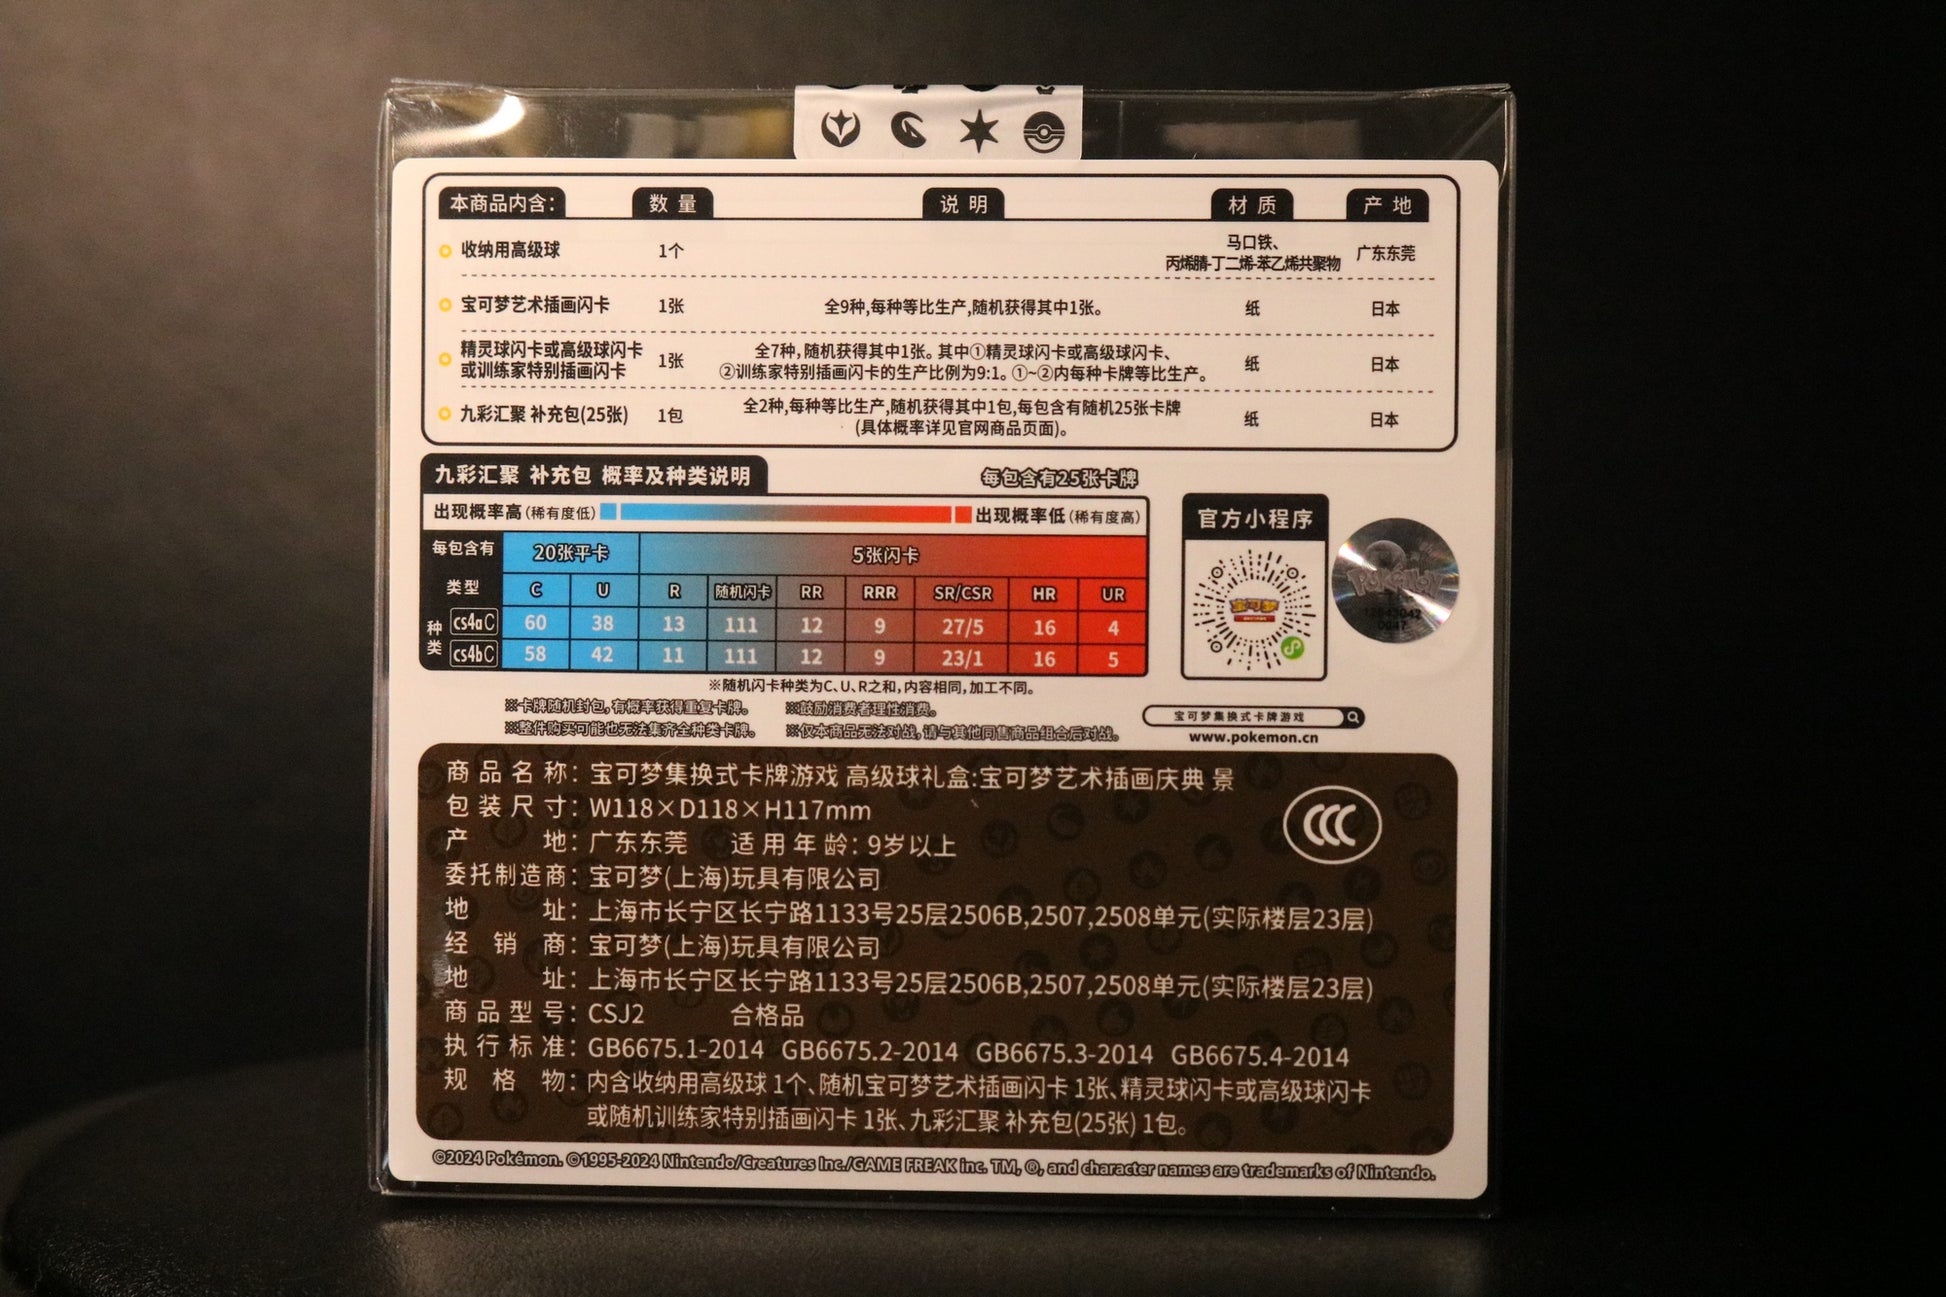 本商品内含： 数量 说明 材质 产地
收纳用高级球 1个 马口铁、 广东东莞
丙烯腈-丁二烯-苯乙烯共聚物
宝可梦艺术插画闪卡 1张 全9种,每种等比生产,随机获得其中1张。 纸 日本
精灵球闪卡或高级球闪卡 1张 全7种,随机获得其中1张。其中①精灵球闪卡或高级球闪卡、 纸 日本
或训练家特别插画闪卡 ②训练家特别插画闪卡的生产比例为9:1。①~②内每种卡牌等比生产。
九彩汇聚 补充包(25张) 1包 全2种,每种等比生产,随机获得其中1包,每包含有随机25张卡牌 纸 日本
(具体概率详见官网商品页面)。
九彩汇聚 补充包 概率及种类说明 每包含有25张卡牌
出现概率高(稀有度低) 出现概率低(稀有度高)
每包含有 20张平卡 5张闪卡
类型 C U R 随机闪卡 RR RRR SR/CSR HR UR
种类
cs4aC 60 38 13 111 12 9 27/5 16 4
cs4bC 58 42 11 111 12 9 23/1 16 5
※随机闪卡种类为C、U、R之和,内容相同,加工不同。
※卡牌随机封包,有概率获得重复卡牌。 ※鼓励消费者理性消费。
※整件购买可能也无法集齐全种类卡牌。 ※仅本商品无法对战,请与其他同售商品组合后对战。
官方小程序
宝可梦
Pokémon
宝可梦集换式卡牌游戏
www.pokemon.cn
商品名称：宝可梦集换式卡牌游戏 高级球礼盒:宝可梦艺术插画庆典 景
包装尺寸：W118×D118×H117mm
产地：广东东莞 适用年龄：9岁以上
委托制造商：宝可梦(上海)玩具有限公司
地址：上海市长宁区长宁路1133号25层2506B,2507,2508单元(实际楼层23层)
经销商：宝可梦(上海)玩具有限公司
地址：上海市长宁区长宁路1133号25层2506B,2507,2508单元(实际楼层23层)
商品型号：CSJ2 合格品
执行标准：GB6675.1-2014 GB6675.2-2014 GB6675.3-2014 GB6675.4-2014
规格物：内含收纳用高级球 1个、随机宝可梦艺术插画闪卡 1张、精灵球闪卡或高级球闪卡
或随机训练家特别插画闪卡 1张、九彩汇聚 补充包(25张) 1包。
CCC
©2024 Pokémon. ©1995-2024 Nintendo/Creatures Inc./GAME FREAK inc. TM, ®, and character names are trademarks of Nintendo.